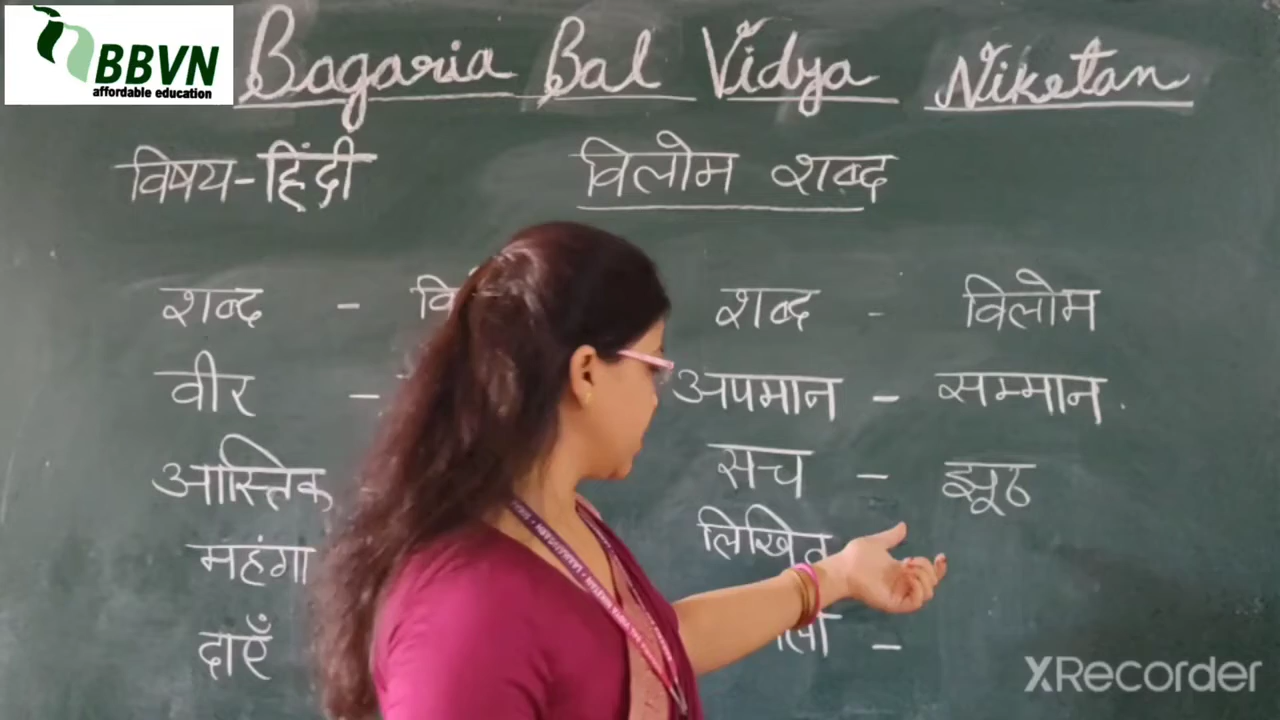 BBVN
affordable education
Bagaria Bal Vidya Niketan
विषय-हिंदी
विलोम शब्द
शब्द - शब्द - विलोम
वीर - अपमान - सम्मान
आस्तिक सच - झूठ
महंगा लिखित
दाएँ -
XRecorder